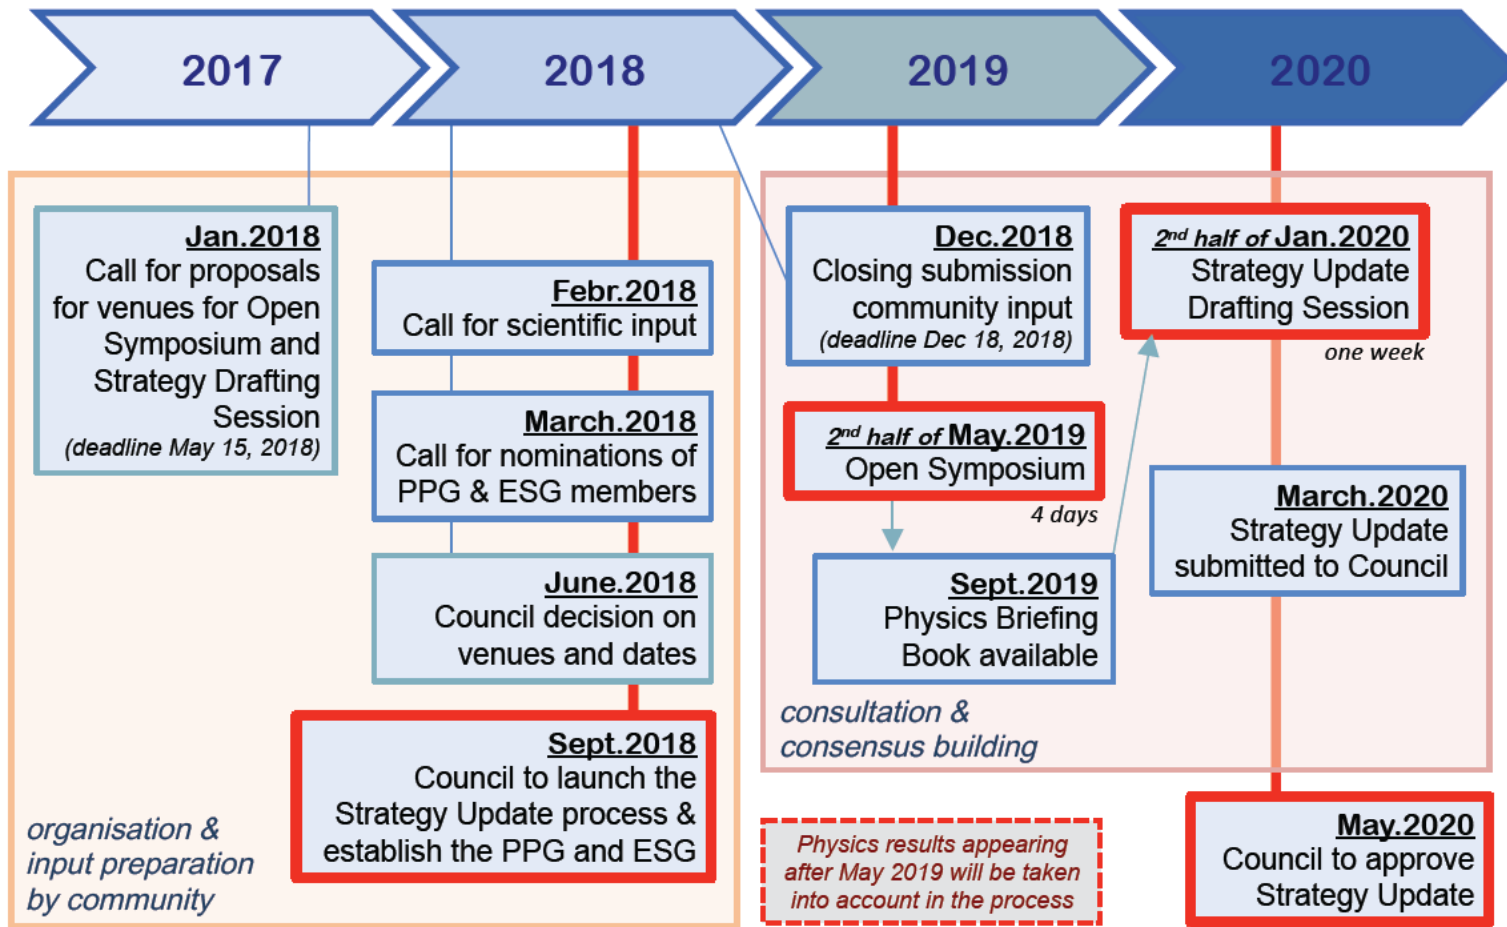 2017
2018
2019
2020
Jan.2018
Call for proposals
for venues for Open
Symposium and
Strategy Drafting
Session
(deadline May 15, 2018)
Febr.2018
Call for scientific input
March.2018
Call for nominations of
PPG & ESG members
June.2018
Council decision on
venues and dates
Sept.2018
Council to launch the
Strategy Update process &
establish the PPG and ESG
organisation &
input preparation
by community
Dec.2018
Closing submission
community input
(deadline Dec 18, 2018)
2nd half of May.2019
Open Symposium
4 days
Sept.2019
Physics Briefing
Book available
consultation &
consensus building
2nd half of Jan.2020
Strategy Update
Drafting Session
one week
March.2020
Strategy Update
submitted to Council
Physics results appearing
after May 2019 will be taken
into account in the process
May.2020
Council to approve
Strategy Update